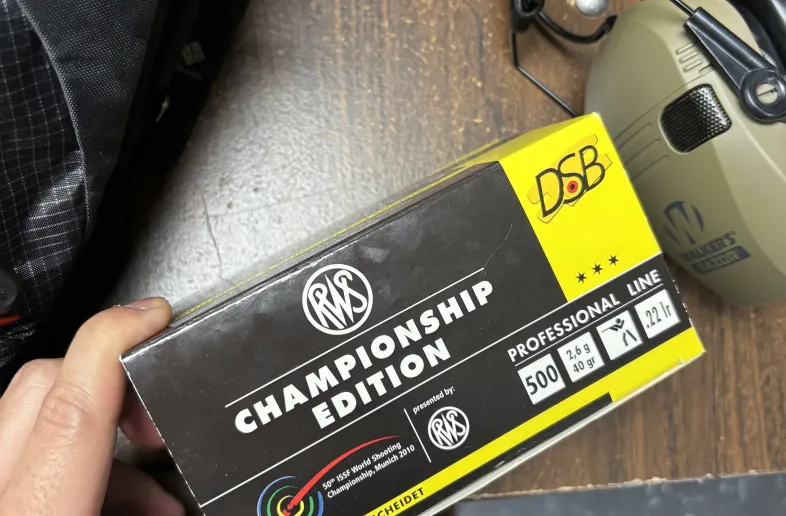 DSB
RWS
CHAMPIONSHIP
EDITION
PROFESSIONAL LINE
500
2,6 g
40 gr
.22 lr
presented by:
RWS
50th ISSF World Shooting
Championship, Munich 2010
CHEIDET
WALKER'S
RAZOR